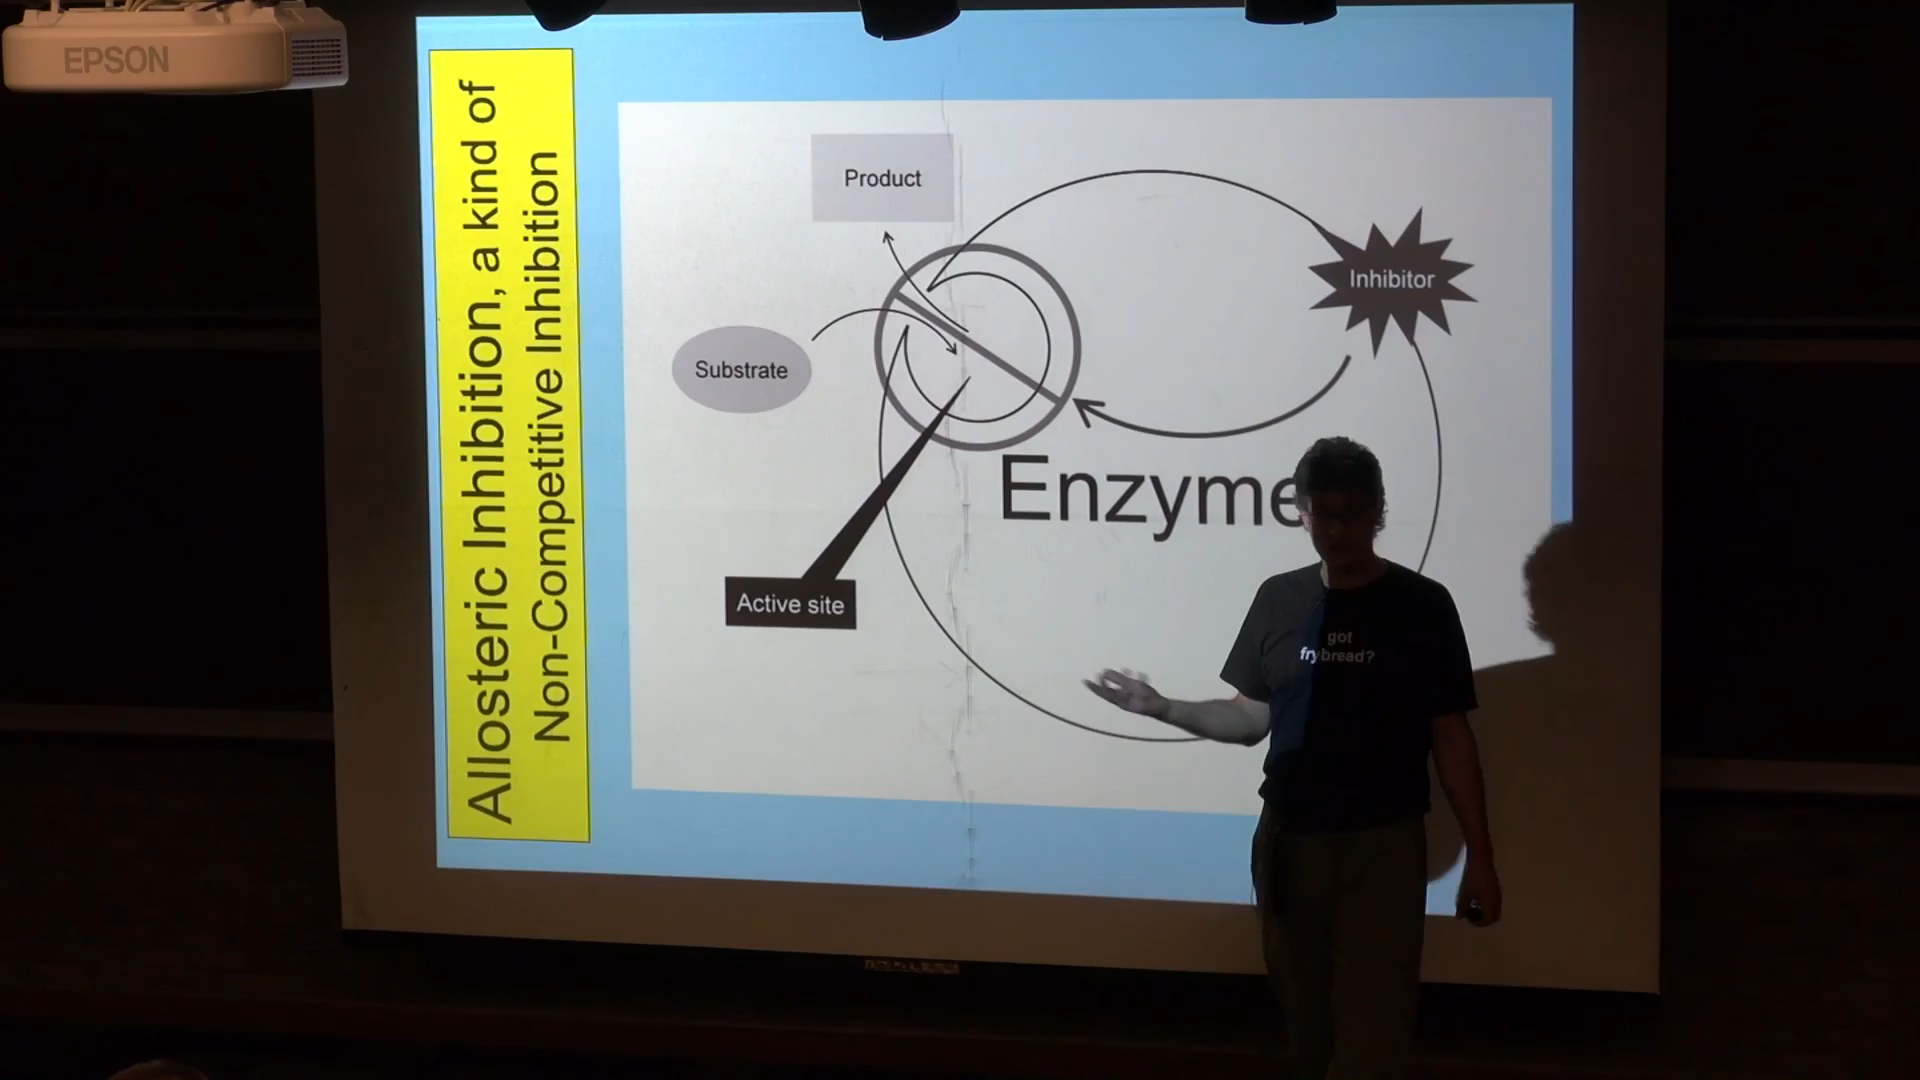 EPSON
Allosteric Inhibition, a kind of
Non-Competitive Inhibition
Product
Inhibitor
Substrate
Enzyme
Active site
got
frybread?